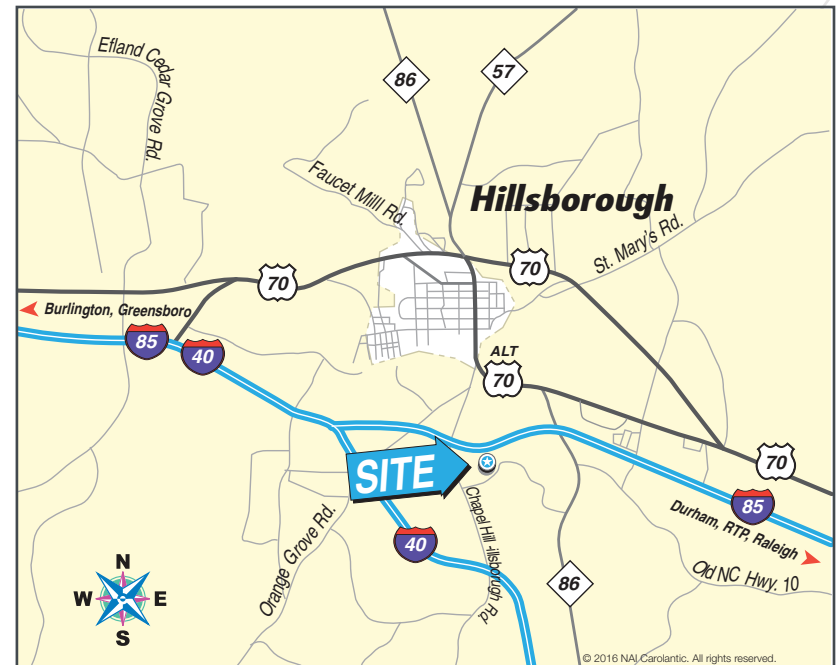 Efland Cedar Grove Rd.
86
57
Faucet Milll Rd.
Hillsborough
St. Mary's Rd.
70
70
Burlington, Greensboro
85
40
ALT
70
SITE
70
85
Durham, RTP, Raleigh
Chapel Hill -illsborough Rd.
Orange Grove Rd.
40
Old NC Hwy. 10
86
N
W
E
S
© 2016 NAI Carolantic. All rights reserved.